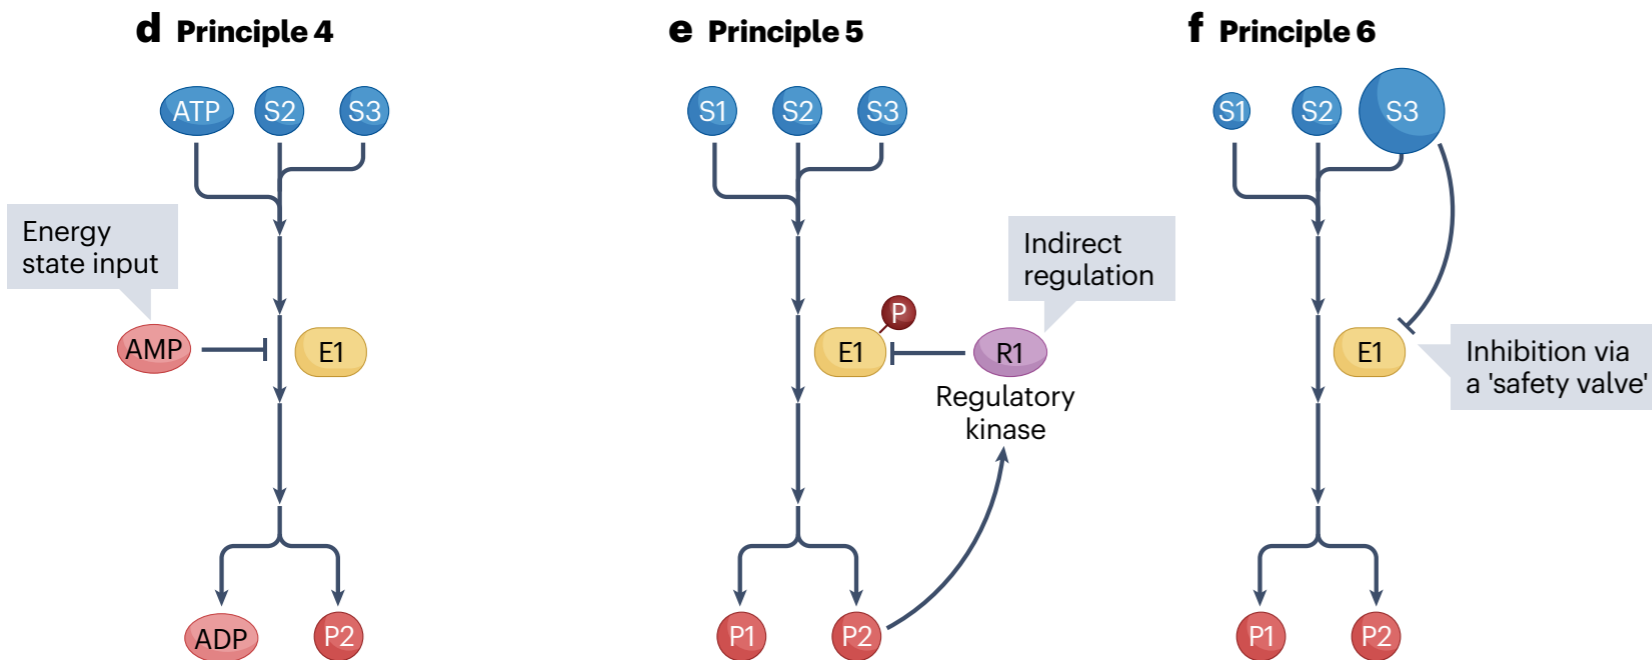 d Principle 4
ATP
S2
S3
Energy
state input
AMP
E1
ADP
P2
e Principle 5
S1
S2
S3
Indirect
regulation
P
E1
R1
Regulatory
kinase
P1
P2
f Principle 6
S1
S2
S3
E1
Inhibition via
a 'safety valve'
P1
P2